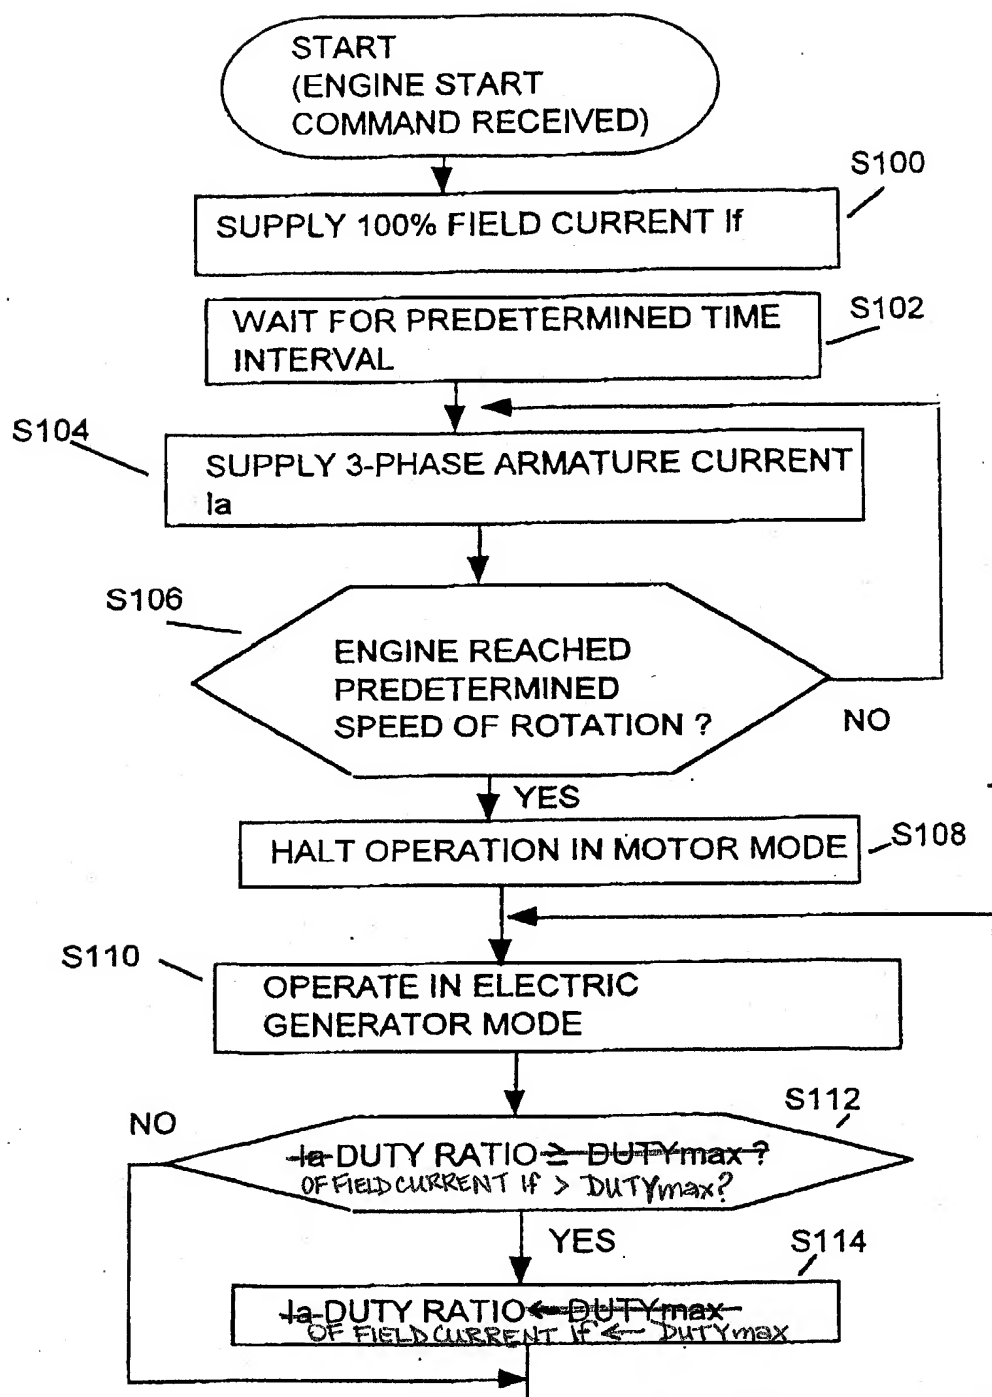 START
(ENGINE START
COMMAND RECEIVED)
S100
SUPPLY 100% FIELD CURRENT If
S102
WAIT FOR PREDETERMINED TIME
INTERVAL
S104
SUPPLY 3-PHASE ARMATURE CURRENT
Ia
S106
ENGINE REACHED
PREDETERMINED
SPEED OF ROTATION ?
NO
YES
HALT OPERATION IN MOTOR MODE
S108
S110
OPERATE IN ELECTRIC
GENERATOR MODE
NO
S112
Ia DUTY RATIO ≥ DUTYmax ?
OF FIELD CURRENT If > DUTYmax?
YES
S114
Ia DUTY RATIO ← DUTYmax
OF FIELD CURRENT If ← DUTYmax